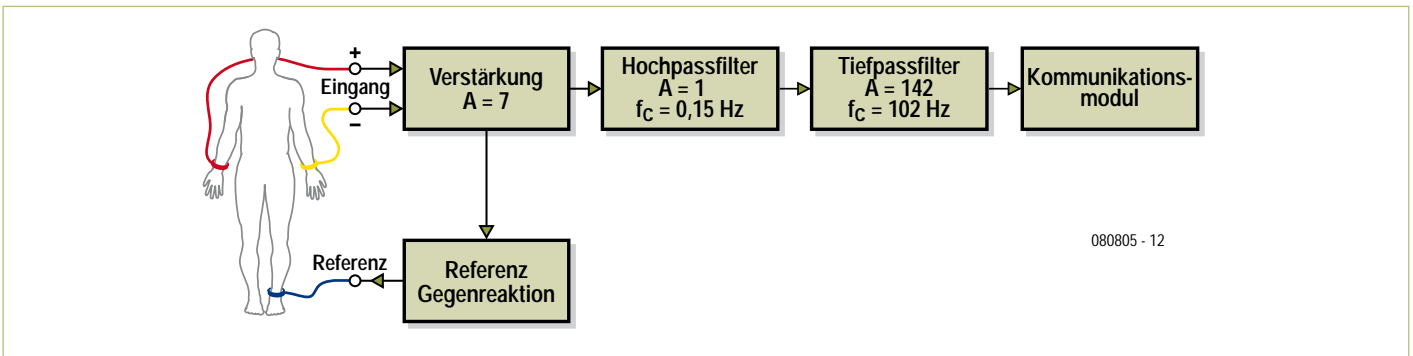 +
Eingang
–
Verstärkung
A = 7
Hochpassfilter
A = 1
fC = 0,15 Hz
Tiefpassfilter
A = 142
fC = 102 Hz
Kommunikations-
modul
Referenz
Referenz
Gegenreaktion
080805 - 12